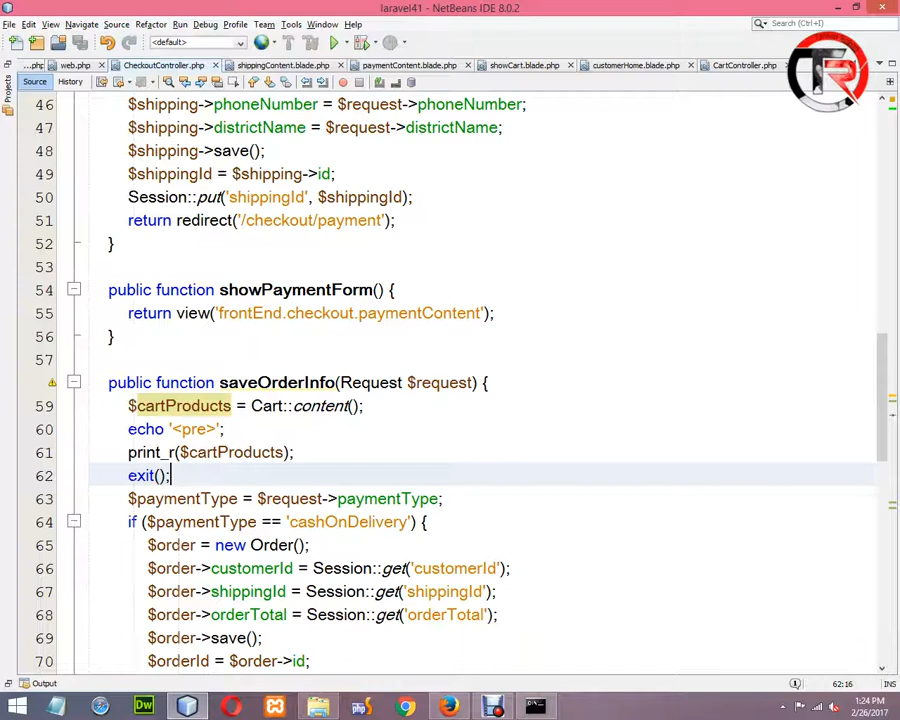 laravel41 - NetBeans IDE 8.0.2
File Edit View Navigate Source Refactor Run Debug Profile Team Tools Window Help
<default>
Search (Ctrl+I)
...php web.php CheckoutController.php shippingContent.blade.php paymentContent.blade.php showCart.blade.php customerHome.blade.php CartController.php
Source History
Projects
TR
46 $shipping->phoneNumber = $request->phoneNumber;
47 $shipping->districtName = $request->districtName;
48 $shipping->save();
49 $shippingId = $shipping->id;
50 Session::put('shippingId', $shippingId);
51 return redirect('/checkout/payment');
52 }
53
54 public function showPaymentForm() {
55 return view('frontEnd.checkout.paymentContent');
56 }
57
public function saveOrderInfo(Request $request) {
59 $cartProducts = Cart::content();
60 echo '<pre>';
61 print_r($cartProducts);
62 exit();
63 $paymentType = $request->paymentType;
64 if ($paymentType == 'cashOnDelivery') {
65 $order = new Order();
66 $order->customerId = Session::get('customerId');
67 $order->shippingId = Session::get('shippingId');
68 $order->orderTotal = Session::get('orderTotal');
69 $order->save();
70 $orderId = $order->id;
Output
62:16 INS
Dw
php
1:24 PM
2/26/2017